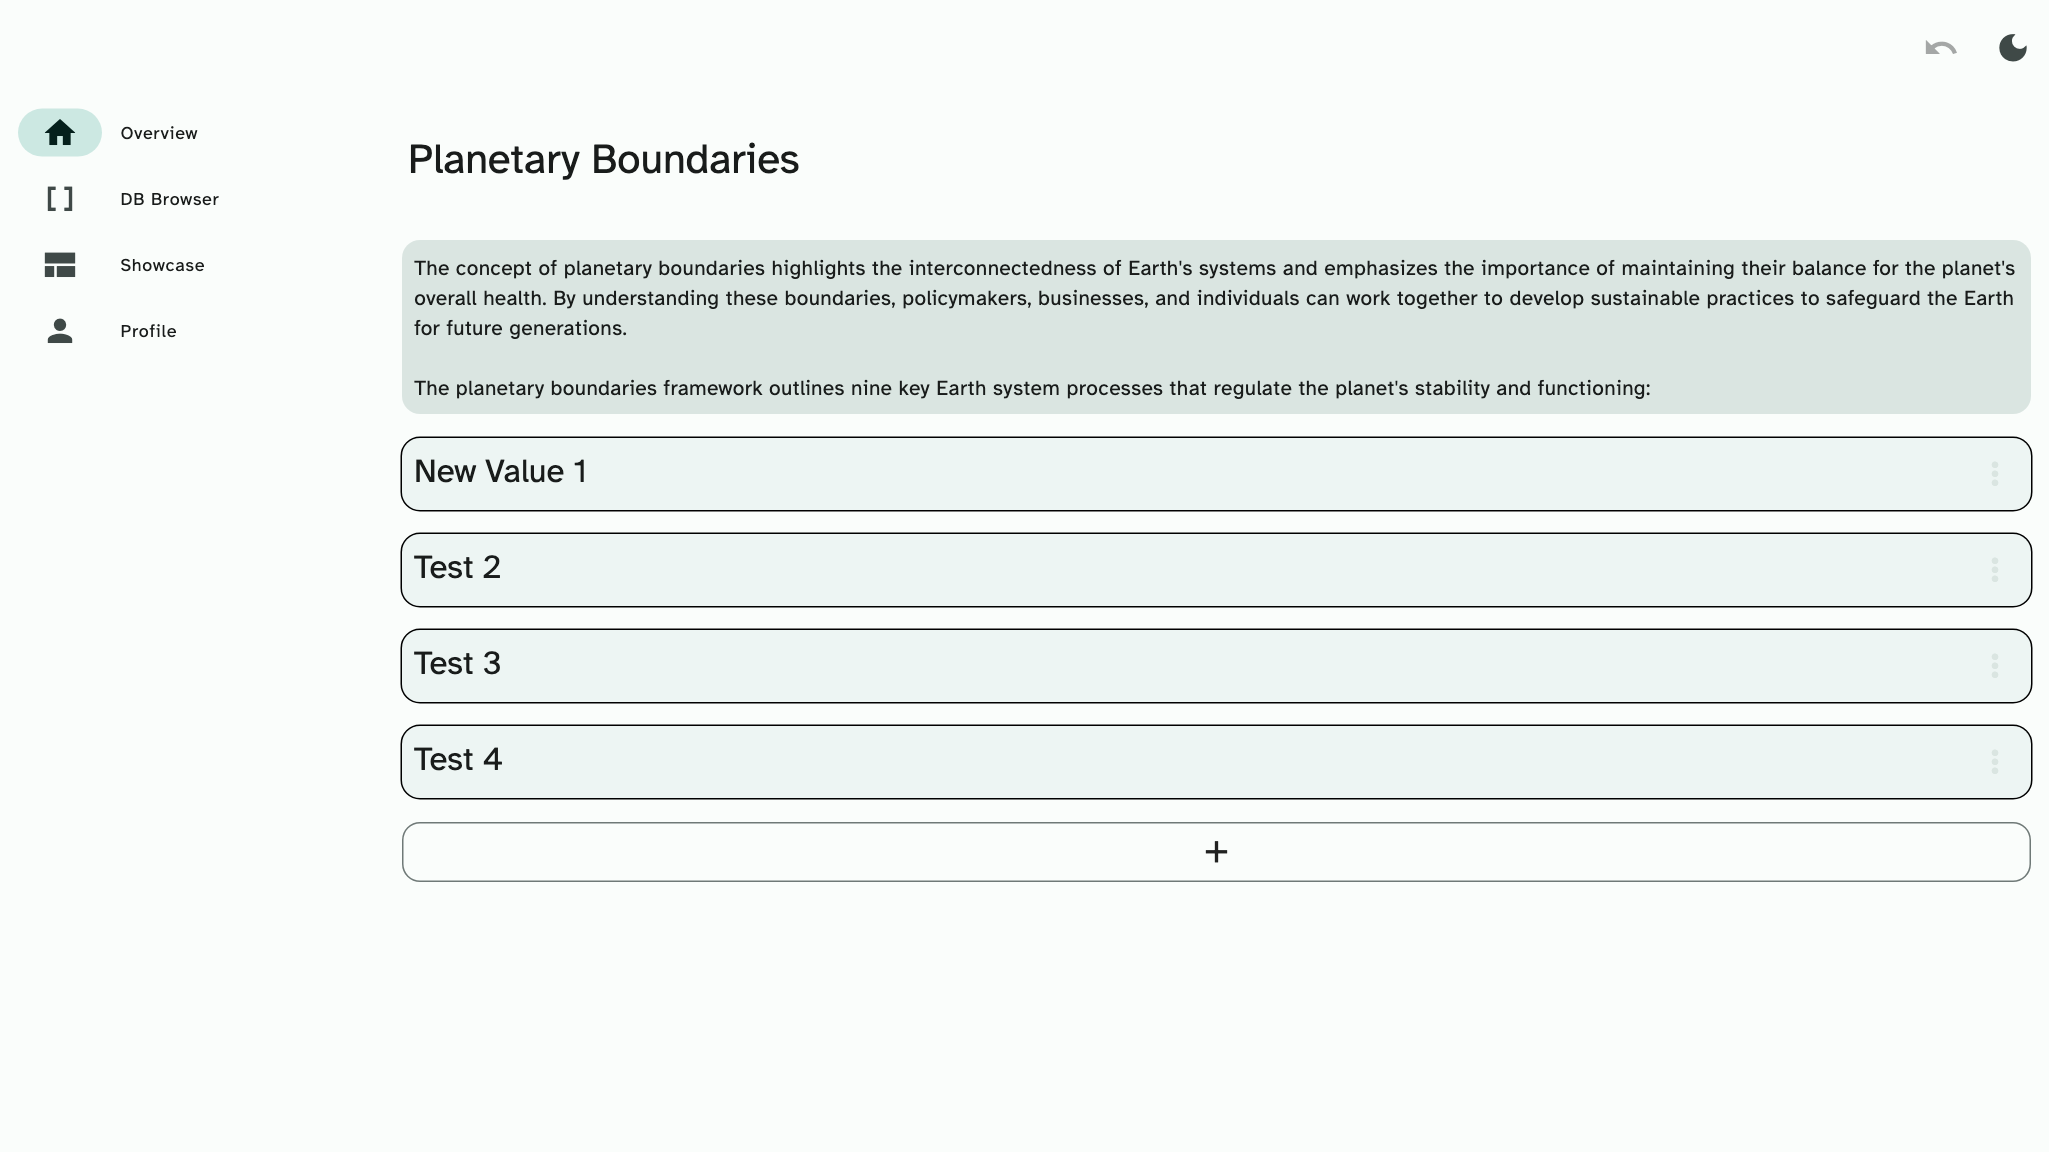 Overview
DB Browser
Showcase
Profile
Planetary Boundaries
The concept of planetary boundaries highlights the interconnectedness of Earth's systems and emphasizes the importance of maintaining their balance for the planet's
overall health. By understanding these boundaries, policymakers, businesses, and individuals can work together to develop sustainable practices to safeguard the Earth
for future generations.
The planetary boundaries framework outlines nine key Earth system processes that regulate the planet's stability and functioning:
New Value 1
Test 2
Test 3
Test 4